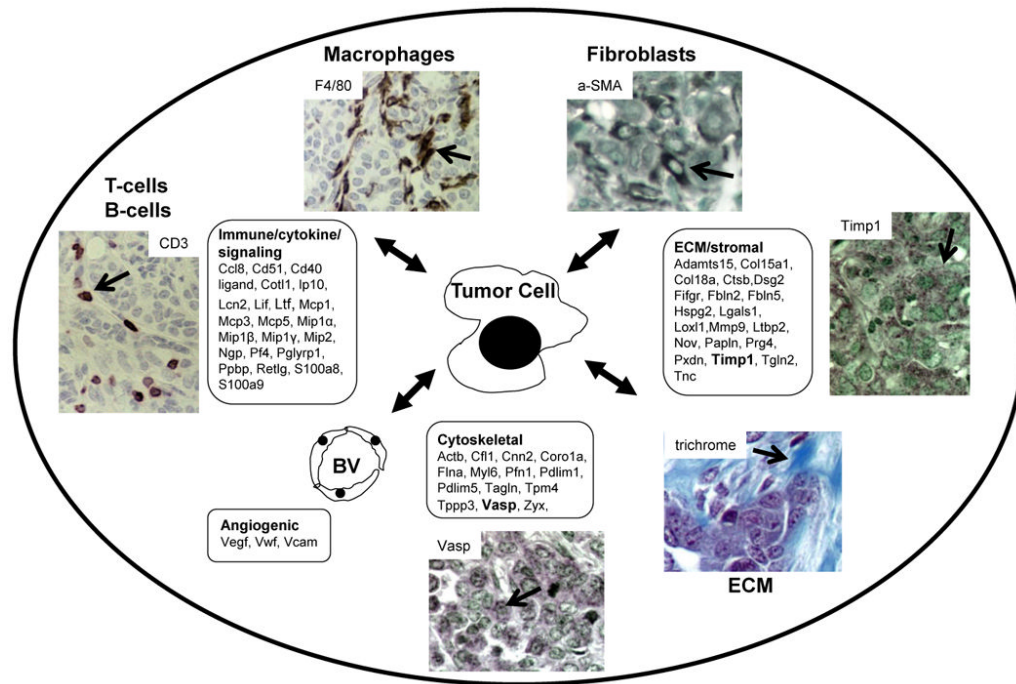 Macrophages
F4/80
Fibroblasts
a-SMA
T-cells
B-cells
CD3
Immune/cytokine/
signaling
Ccl8, Cd51, Cd40
ligand, Cotl1, Ip10,
Lcn2, Lif, Ltf, Mcp1,
Mcp3, Mcp5, Mip1α,
Mip1β, Mip1γ, Mip2,
Ngp, Pf4, Pglyrp1,
Ppbp, Retlg, S100a8,
S100a9
Tumor Cell
ECM/stromal
Adamts15, Col15a1,
Col18a, Ctsb,Dsg2
Fifgr, Fbln2, Fbln5,
Hspg2, Lgals1,
Loxl1,Mmp9, Ltbp2,
Nov, Papln, Prg4,
Pxdn, Timp1, Tgln2,
Tnc
Timp1
BV
Angiogenic
Vegf, Vwf, Vcam
Cytoskeletal
Actb, Cfl1, Cnn2, Coro1a,
Flna, Myl6, Pfn1, Pdlim1,
Pdlim5, Tagln, Tpm4
Tppp3, Vasp, Zyx,
Vasp
trichrome
ECM